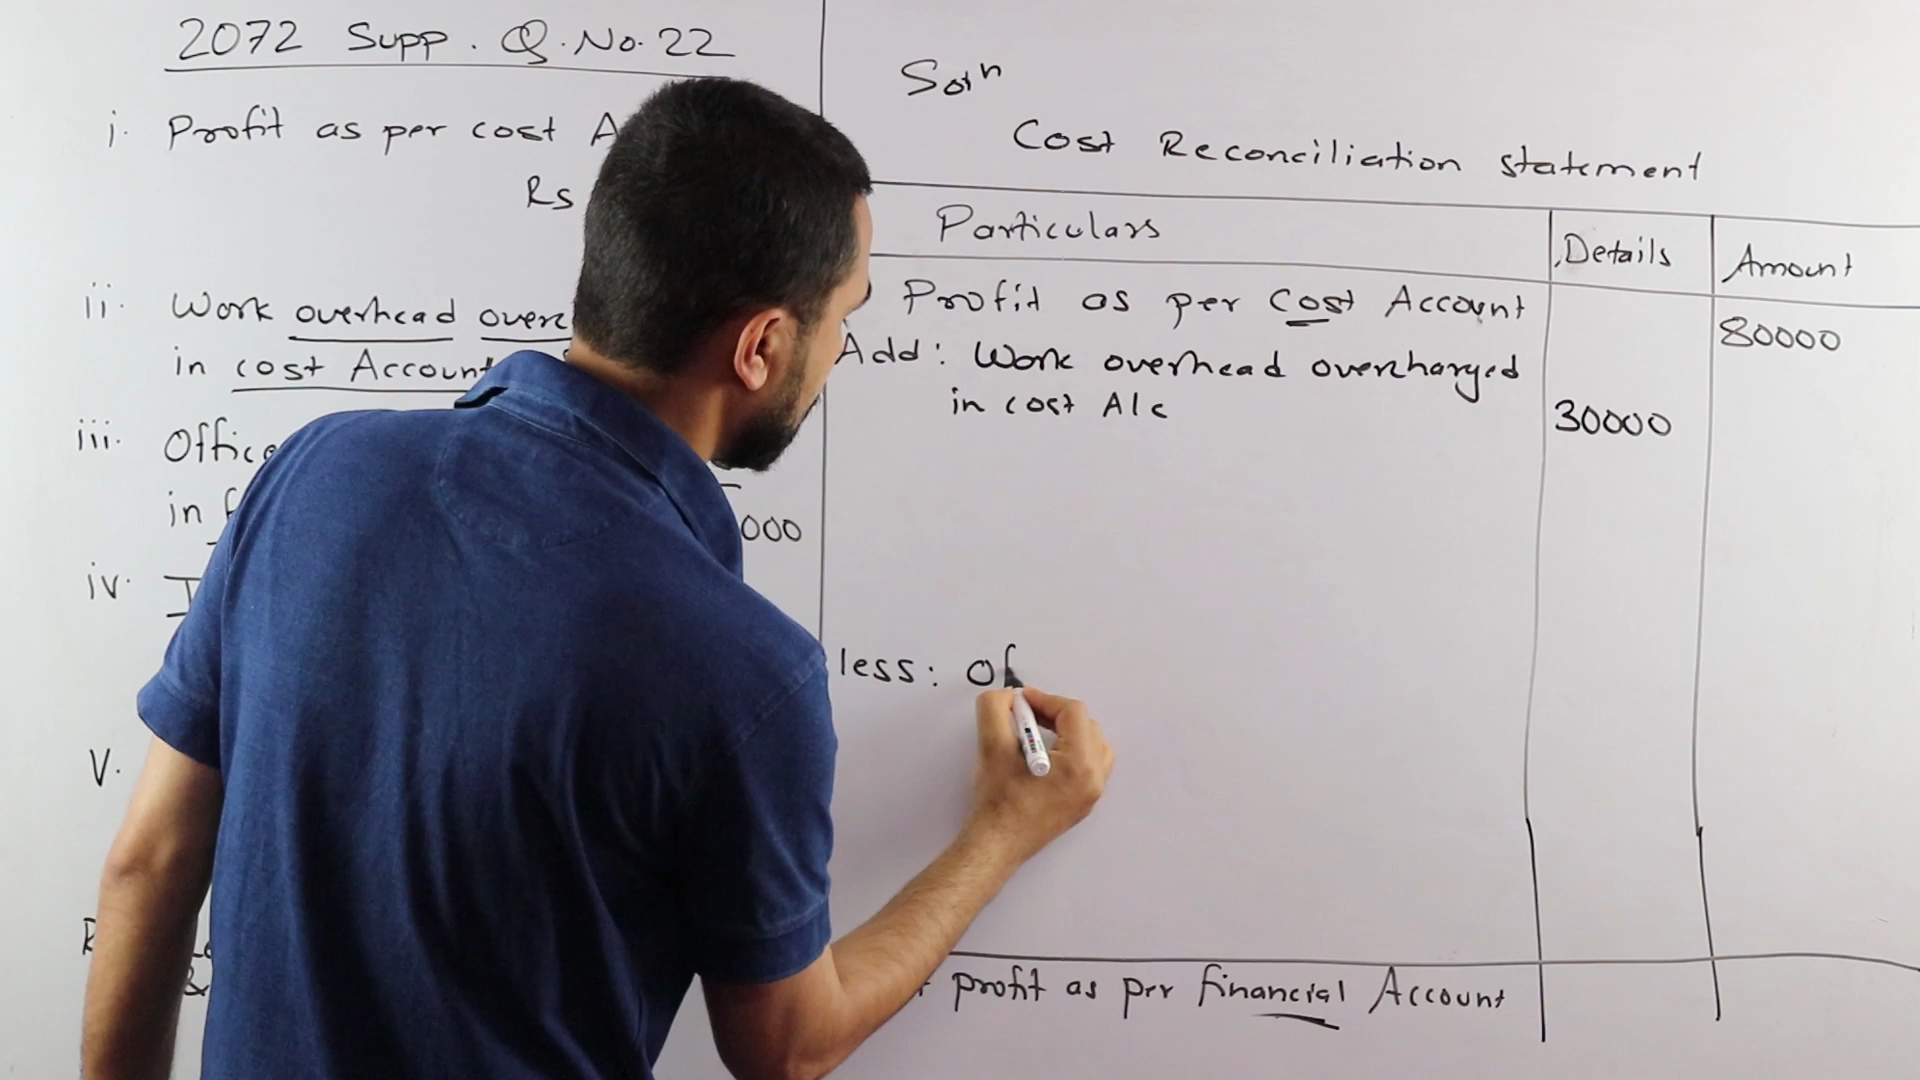 2072 Supp. Q.No.22
i. Profit as per cost A
Rs
ii. Work overhead overc
in cost Account
iii. Office
in f
000
iv. I
V.
R
&
Solⁿ
Cost Reconciliation statement
Particulars Details Amount
Profit as per Cost Account 80000
Add: Work overhead overcharged
in cost A/c 30000
less: Of
profit as per financial Account